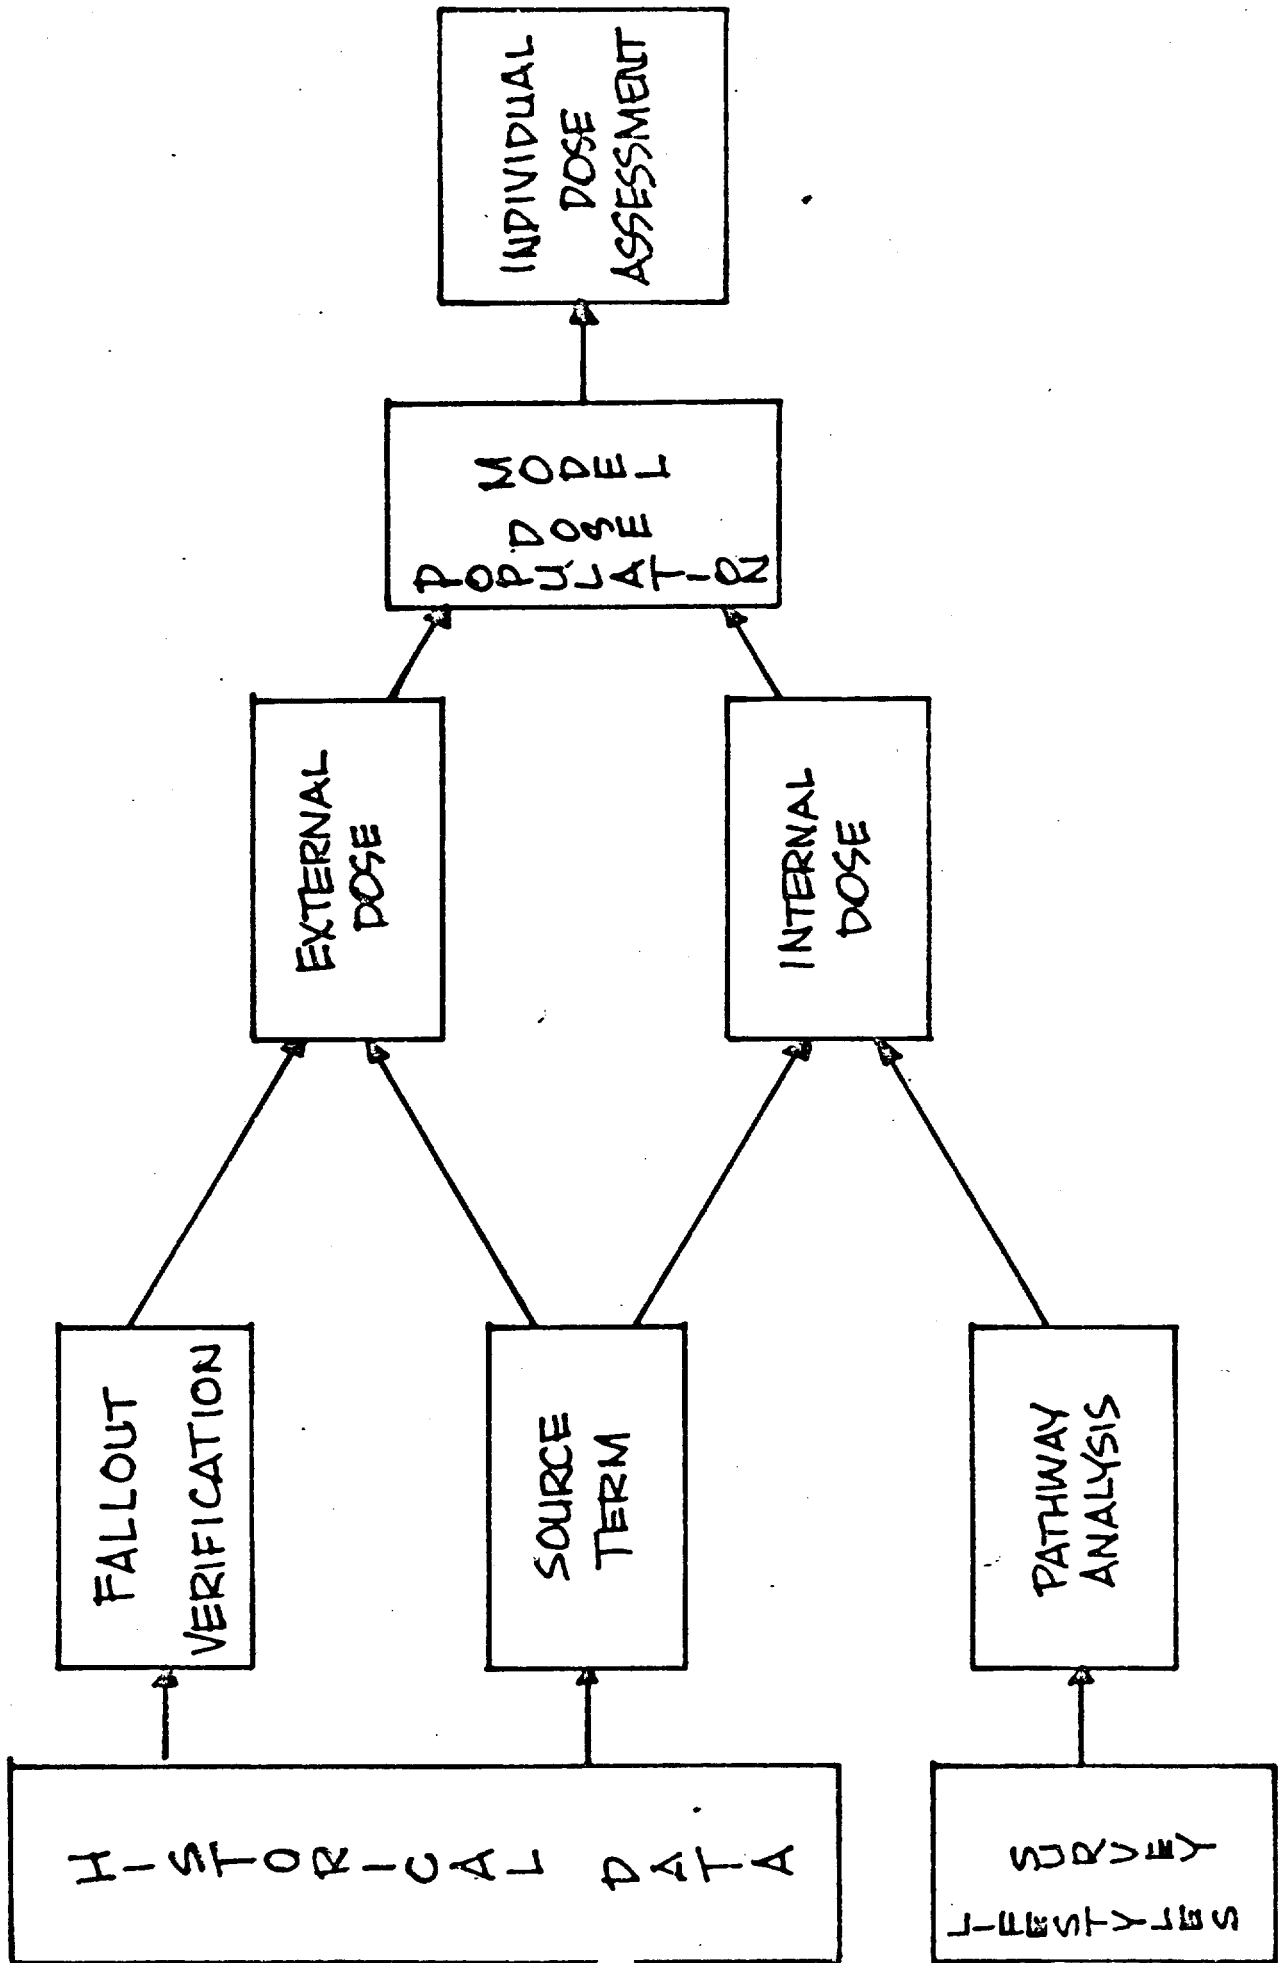 HISTORICAL DATA
LIFESTYLES
SURVEY
FALLOUT
VERIFICATION
SOURCE
TERM
PATHWAY
ANALYSIS
EXTERNAL
DOSE
INTERNAL
DOSE
POPULATION
DOSE
MODEL
INDIVIDUAL
DOSE
ASSESSMENT